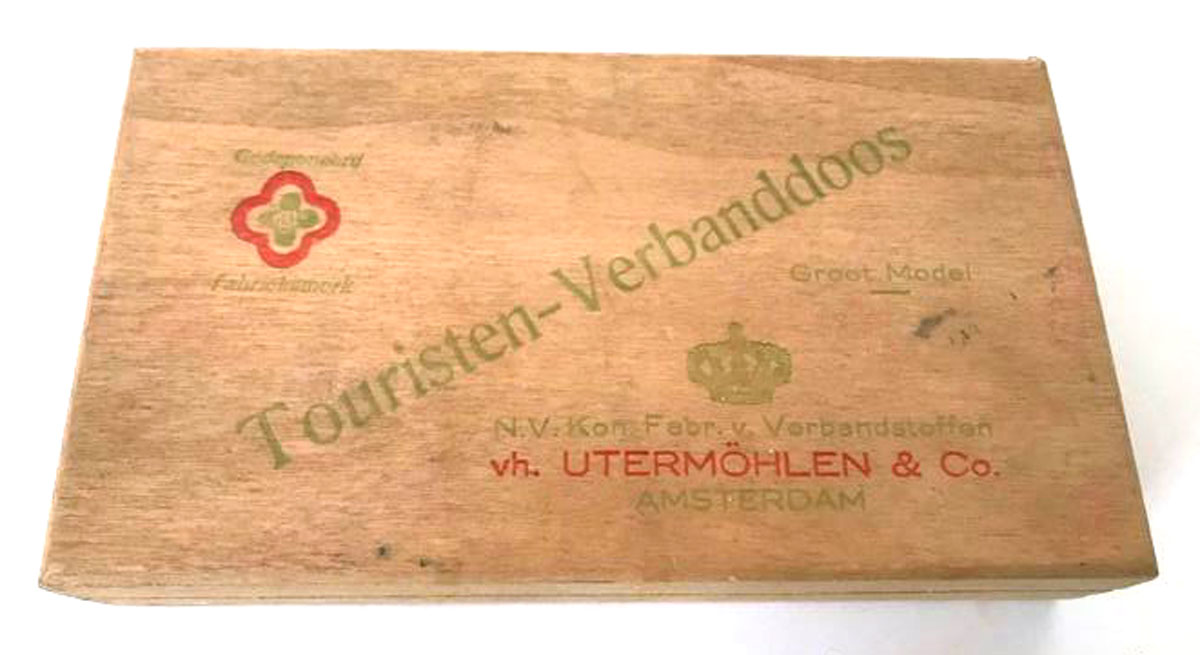 Gedeponeerd
Fabrieksmerk
Touristen-Verbanddoos
Groot Model
N.V. Kon. Fabr. v. Verbandstoffen
vh. UTERMÖHLEN & Co.
AMSTERDAM